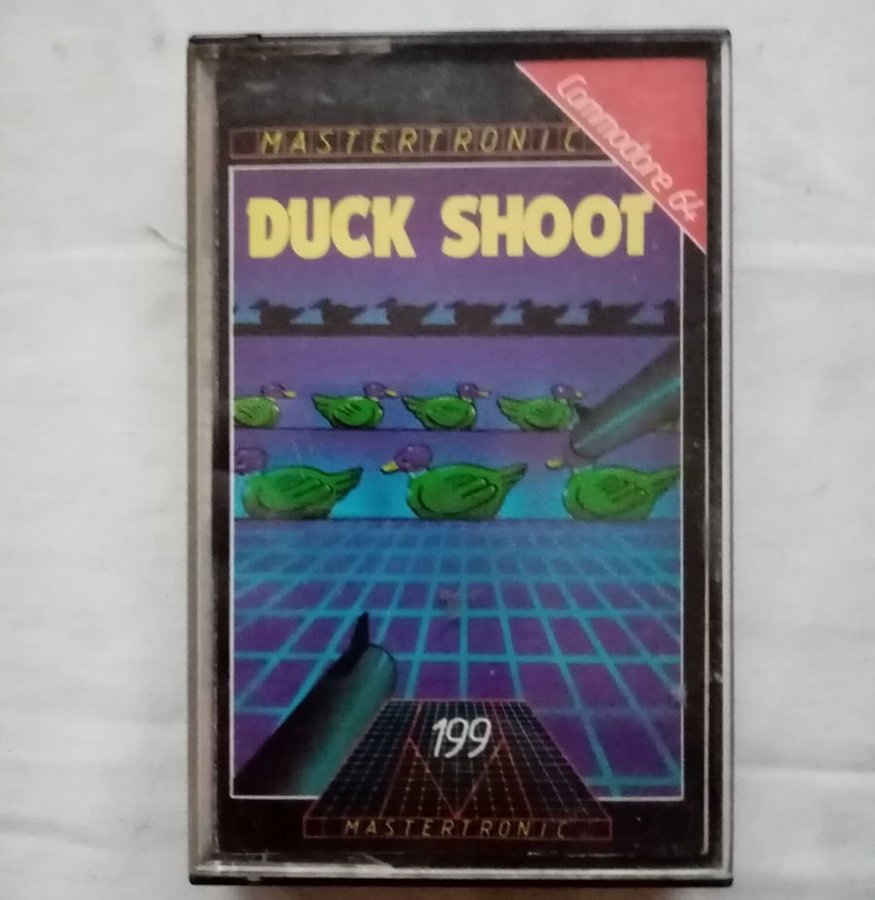 Commodore 64
MASTERTRONIC
DUCK SHOOT
199
MASTERTRONIC